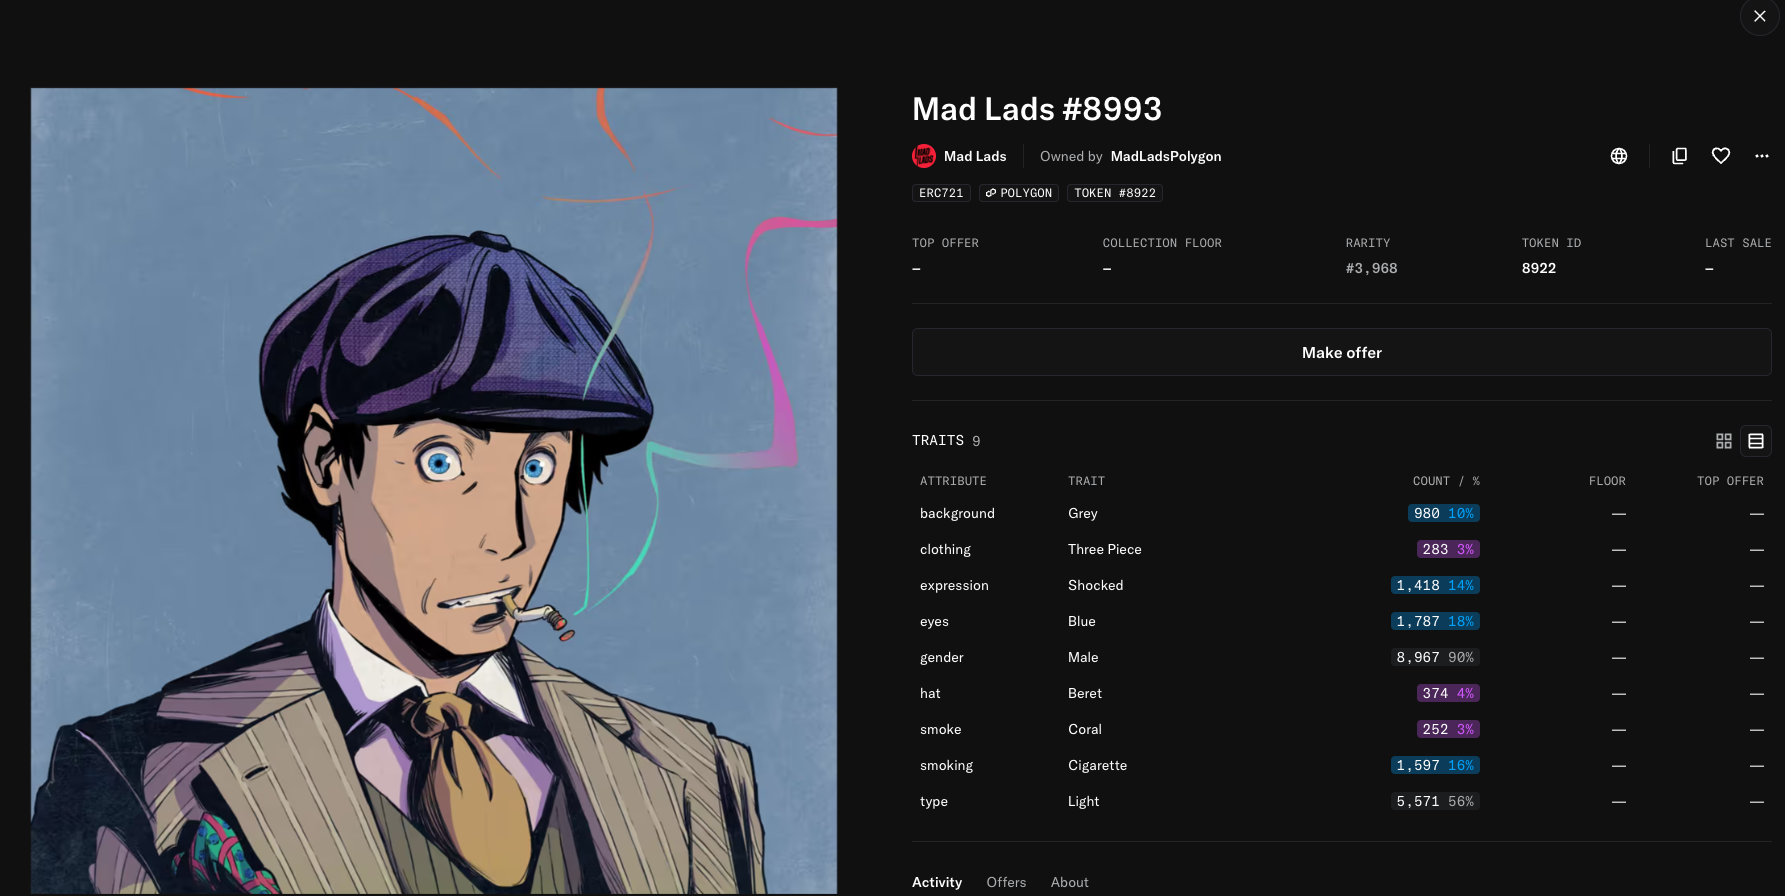 Mad Lads #8993
Mad Lads Owned by MadLadsPolygon
ERC721 POLYGON TOKEN #8922
TOP OFFER COLLECTION FLOOR RARITY TOKEN ID LAST SALE
– – #3,968 8922 –
Make offer
TRAITS 9
ATTRIBUTE TRAIT COUNT / % FLOOR TOP OFFER
background Grey 980 10% — —
clothing Three Piece 283 3% — —
expression Shocked 1,418 14% — —
eyes Blue 1,787 18% — —
gender Male 8,967 90% — —
hat Beret 374 4% — —
smoke Coral 252 3% — —
smoking Cigarette 1,597 16% — —
type Light 5,571 56% — —
Activity Offers About